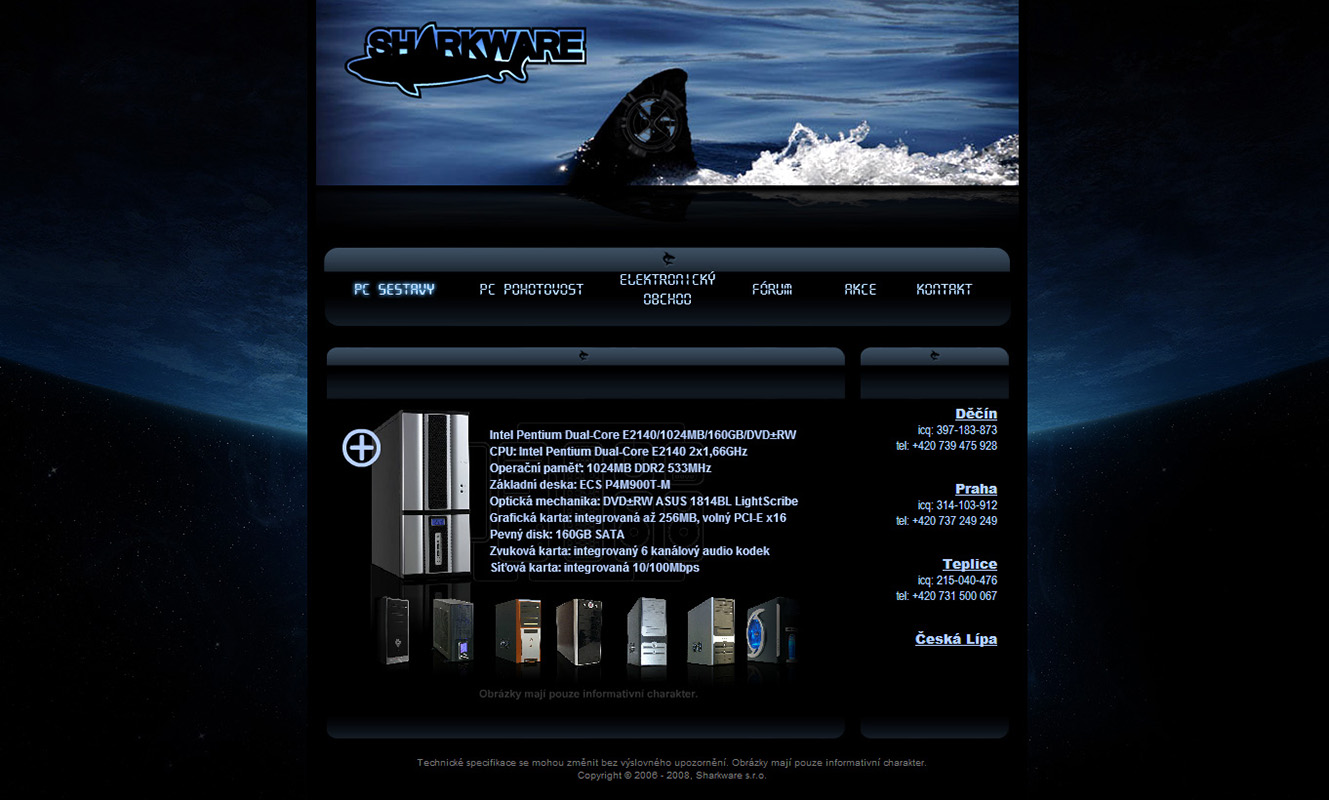 SHARKWARE
PC SESTAVY
PC POHOTOVOST
ELEKTRONICKÝ
OBCHOD
FÓRUM
AKCE
KONTAKT
Intel Pentium Dual-Core E2140/1024MB/160GB/DVD±RW
CPU: Intel Pentium Dual-Core E2140 2x1,66GHz
Operační paměť: 1024MB DDR2 533MHz
Základní deska: ECS P4M900T-M
Optická mechanika: DVD±RW ASUS 1814BL LightScribe
Grafická karta: integrovaná až 256MB, volný PCI-E x16
Pevný disk: 160GB SATA
Zvuková karta: integrovaný 6 kanálový audio kodek
Síťová karta: integrovaná 10/100Mbps
Obrázky mají pouze informativní charakter.
Děčín
icq: 397-183-873
tel: +420 739 475 928
Praha
icq: 314-103-912
tel: +420 737 249 249
Teplice
icq: 215-040-476
tel: +420 731 500 067
Česká Lípa
Technické specifikace se mohou změnit bez výslovného upozornění. Obrázky mají pouze informativní charakter.
Copyright © 2006 - 2008, Sharkware s.r.o.